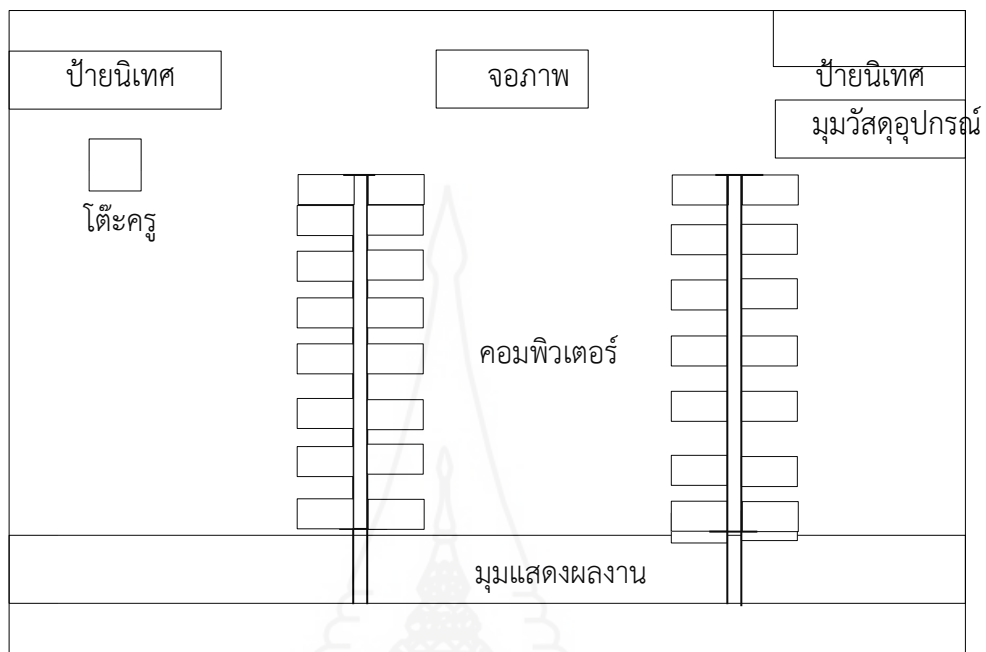 ป้ายนิเทศ
จอภาพ
ป้ายนิเทศ
มุมวัสดุอุปกรณ์
โต๊ะครู
คอมพิวเตอร์
มุมแสดงผลงาน